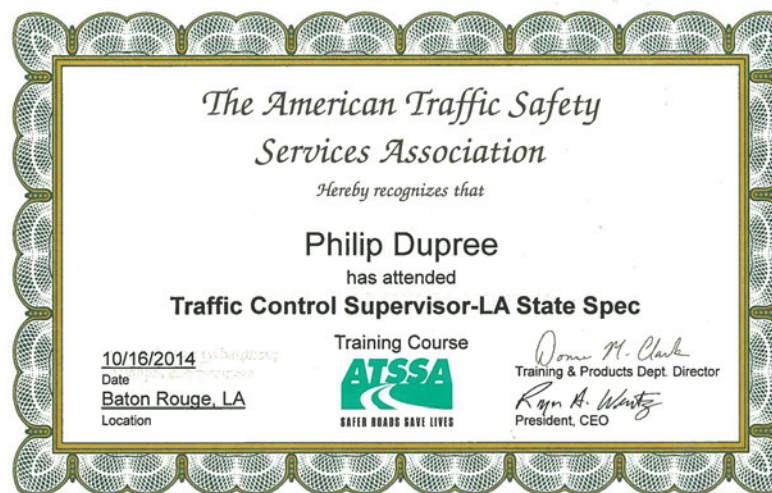 The American Traffic Safety
Services Association
Hereby recognizes that
Philip Dupree
has attended
Traffic Control Supervisor-LA State Spec
Training Course
10/16/2014
Date
Baton Rouge, LA
Location
ATSSA
SAFER ROADS SAVE LIVES
Donna M. Clark
Training & Products Dept. Director
President, CEO